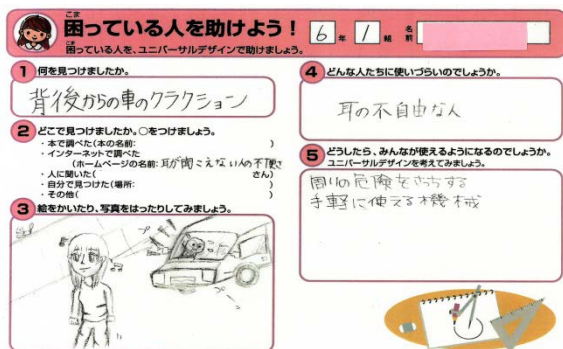 困っている人を助けよう！
こま
困っている人を、ユニバーサルデザインで助けましょう。
6年 1組 名前
1 何を見つけましたか。
背後からの車のクラクション
2 どこで見つけましたか。○をつけましょう。
・本で調べた(本の名前: )
・インターネットで調べた
(ホームページの名前:耳が聞こえない人の不便さ
・人に聞いた( さん)
・自分で見つけた(場所: )
・その他( )
3 絵をかいたり、写真をはったりしてみましょう。
4 どんな人たちに使いづらいのでしょうか。
耳の不自由な人
5 どうしたら、みんなが使えるようになるのでしょうか。
ユニバーサルデザインを考えてみましょう。
周りの危険をさっちする
手軽に使える機械